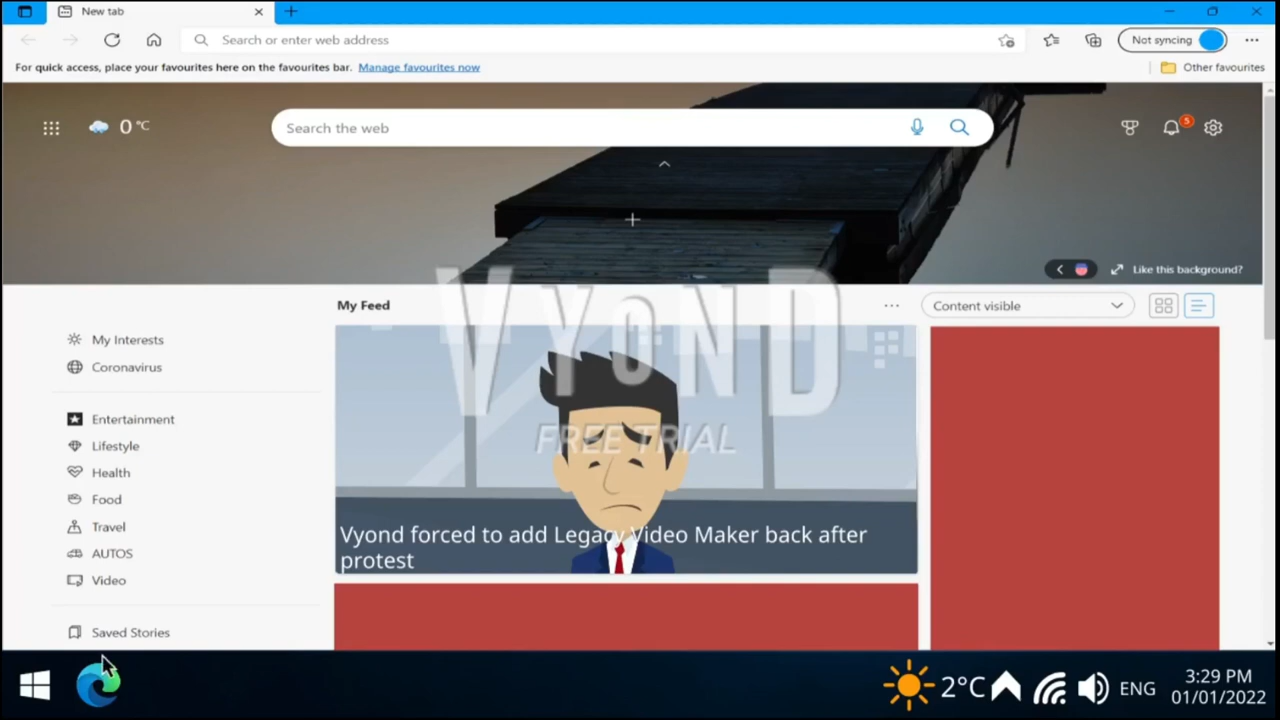 New tab
Search or enter web address
Not syncing
For quick access, place your favourites here on the favourites bar. Manage favourites now
Other favourites
0 °C
Search the web
5
Like this background?
My Feed
Content visible
My Interests
Coronavirus
Entertainment
Lifestyle
Health
Food
Travel
AUTOS
Video
Saved Stories
VYOND
FREE TRIAL
Vyond forced to add Legacy Video Maker back after
protest
2°C
ENG
3:29 PM
01/01/2022